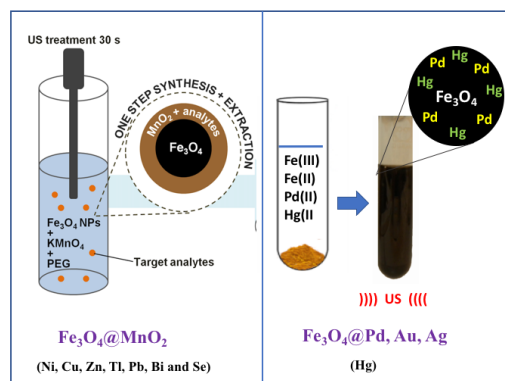 US treatment 30 s
ONE STEP SYNTHESIS + EXTRACTION
MnO₂ + analytes
Fe₃O₄
Fe₃O₄ NPs
+
KMnO₄
+
PEG
Target analytes
Fe₃O₄@MnO₂
(Ni, Cu, Zn, Tl, Pb, Bi and Se)
Hg
Pd
Hg
Hg
Pd
Fe₃O₄
Hg
Pd
Pd
Hg
Fe(III)
Fe(II)
Pd(II)
Hg(II
)))) US ((((
Fe₃O₄@Pd, Au, Ag
(Hg)